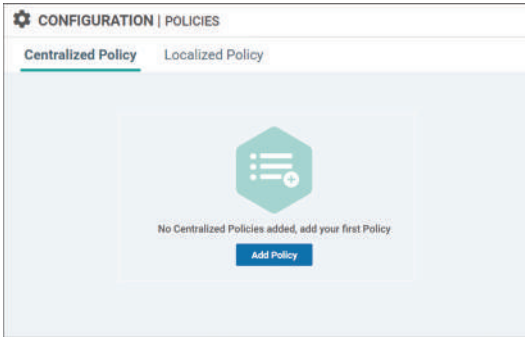 CONFIGURATION | POLICIES
Centralized Policy Localized Policy
No Centralized Policies added, add your first Policy
Add Policy